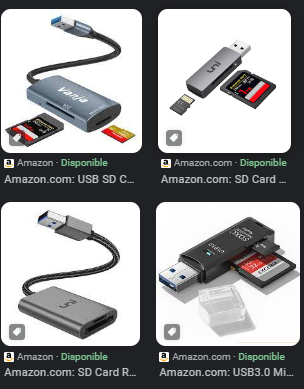 Vanja
uni
Amazon · Disponible
Amazon · Disponible
Amazon.com: USB SD C...
Amazon.com: SD Card ...
uni
Amazon · Disponible
Amazon · Disponible
Amazon.com: SD Card R...
Amazon.com: USB3.0 Mi...